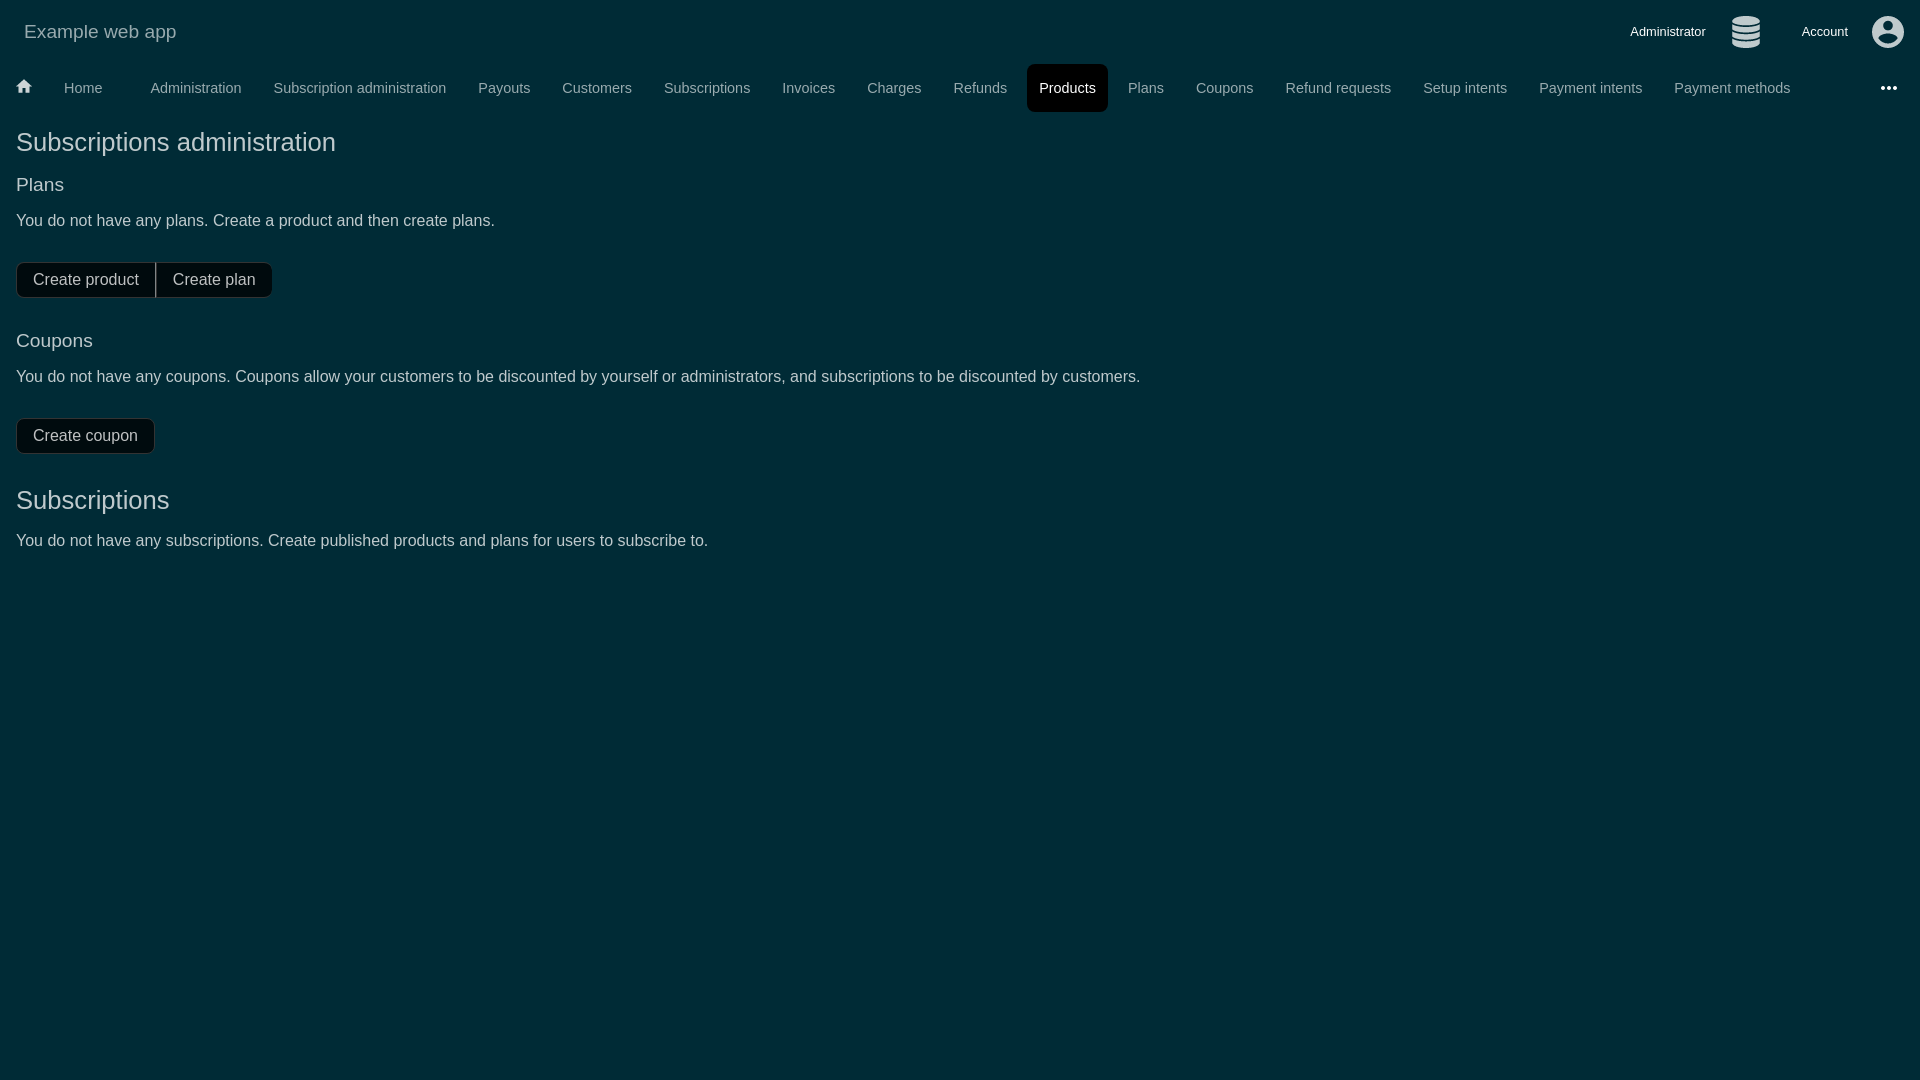 Example web app
Administrator
Account
Home
Administration
Subscription administration
Payouts
Customers
Subscriptions
Invoices
Charges
Refunds
Products
Plans
Coupons
Refund requests
Setup intents
Payment intents
Payment methods
Subscriptions administration
Plans
You do not have any plans. Create a product and then create plans.
Create product
Create plan
Coupons
You do not have any coupons. Coupons allow your customers to be discounted by yourself or administrators, and subscriptions to be discounted by customers.
Create coupon
Subscriptions
You do not have any subscriptions. Create published products and plans for users to subscribe to.